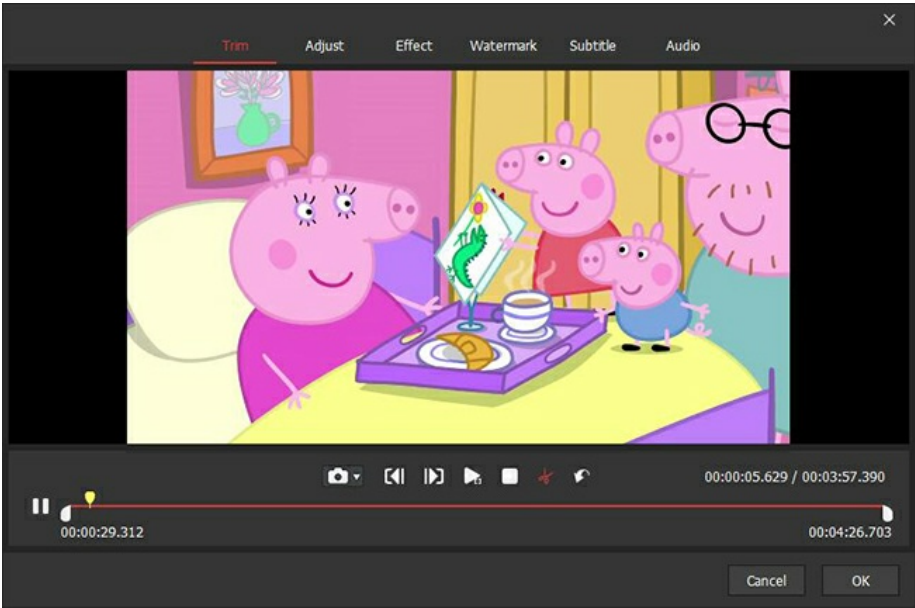 Trim Adjust Effect Watermark Subtitle Audio
00:00:05.629 / 00:03:57.390
00:00:29.312 00:04:26.703
Cancel OK